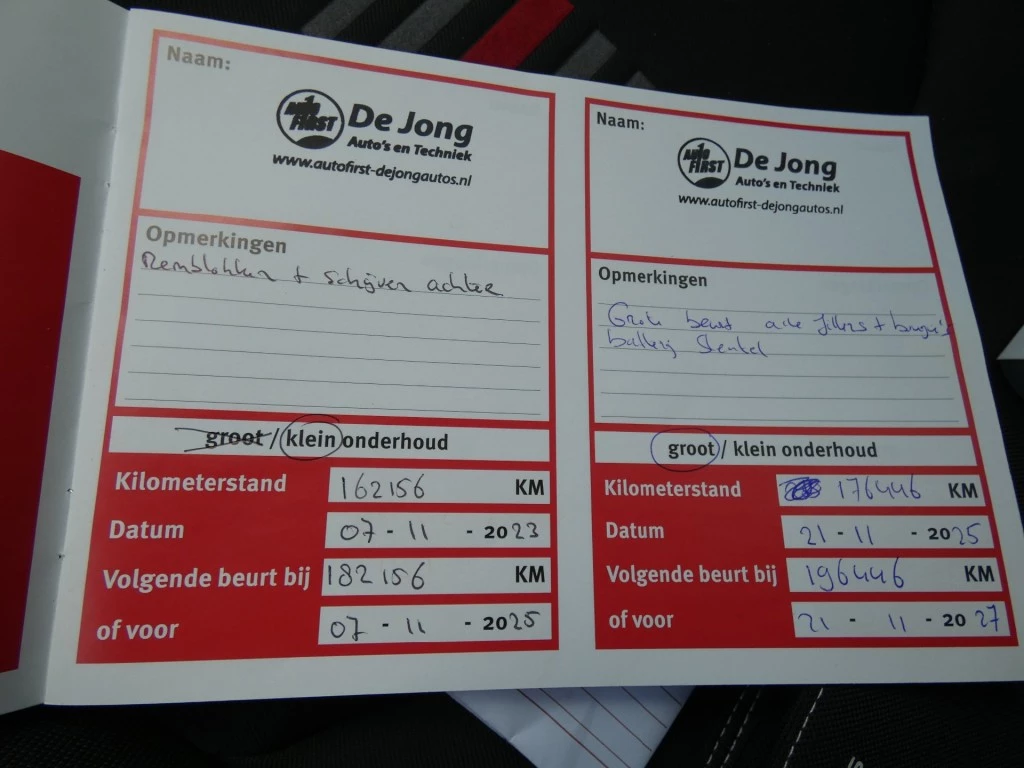 Naam:
AUTO FIRST
De Jong
Auto's en Techniek
www.autofirst-dejongautos.nl
Opmerkingen
Remblokken + schijven achter
groot / klein onderhoud
Kilometerstand 162156 KM
Datum 07 - 11 - 2023
Volgende beurt bij 182156 KM
of voor 07 - 11 - 2025
Naam:
AUTO FIRST
De Jong
Auto's en Techniek
www.autofirst-dejongautos.nl
Opmerkingen
Grote beurt alle filters + bougie's
batterij sleutel
groot / klein onderhoud
Kilometerstand 176446 KM
Datum 21 - 11 - 2025
Volgende beurt bij 196446 KM
of voor 21 - 11 - 2027